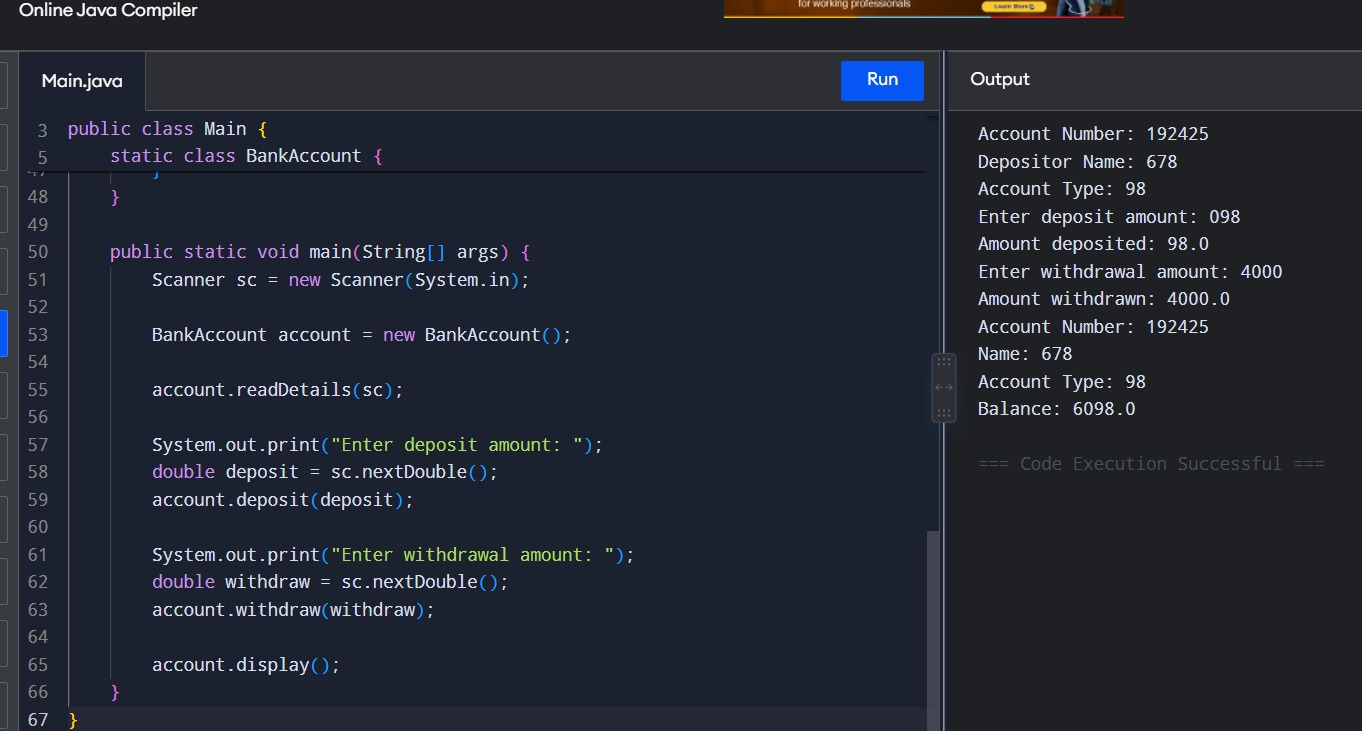 Online Java Compiler
for working professionals
Learn More
Main.java
Run
Output
3 public class Main {
5 static class BankAccount {
47 }
48 }
49
50 public static void main(String[] args) {
51 Scanner sc = new Scanner(System.in);
52
53 BankAccount account = new BankAccount();
54
55 account.readDetails(sc);
56
57 System.out.print("Enter deposit amount: ");
58 double deposit = sc.nextDouble();
59 account.deposit(deposit);
60
61 System.out.print("Enter withdrawal amount: ");
62 double withdraw = sc.nextDouble();
63 account.withdraw(withdraw);
64
65 account.display();
66 }
67 }
Account Number: 192425
Depositor Name: 678
Account Type: 98
Enter deposit amount: 098
Amount deposited: 98.0
Enter withdrawal amount: 4000
Amount withdrawn: 4000.0
Account Number: 192425
Name: 678
Account Type: 98
Balance: 6098.0
=== Code Execution Successful ===